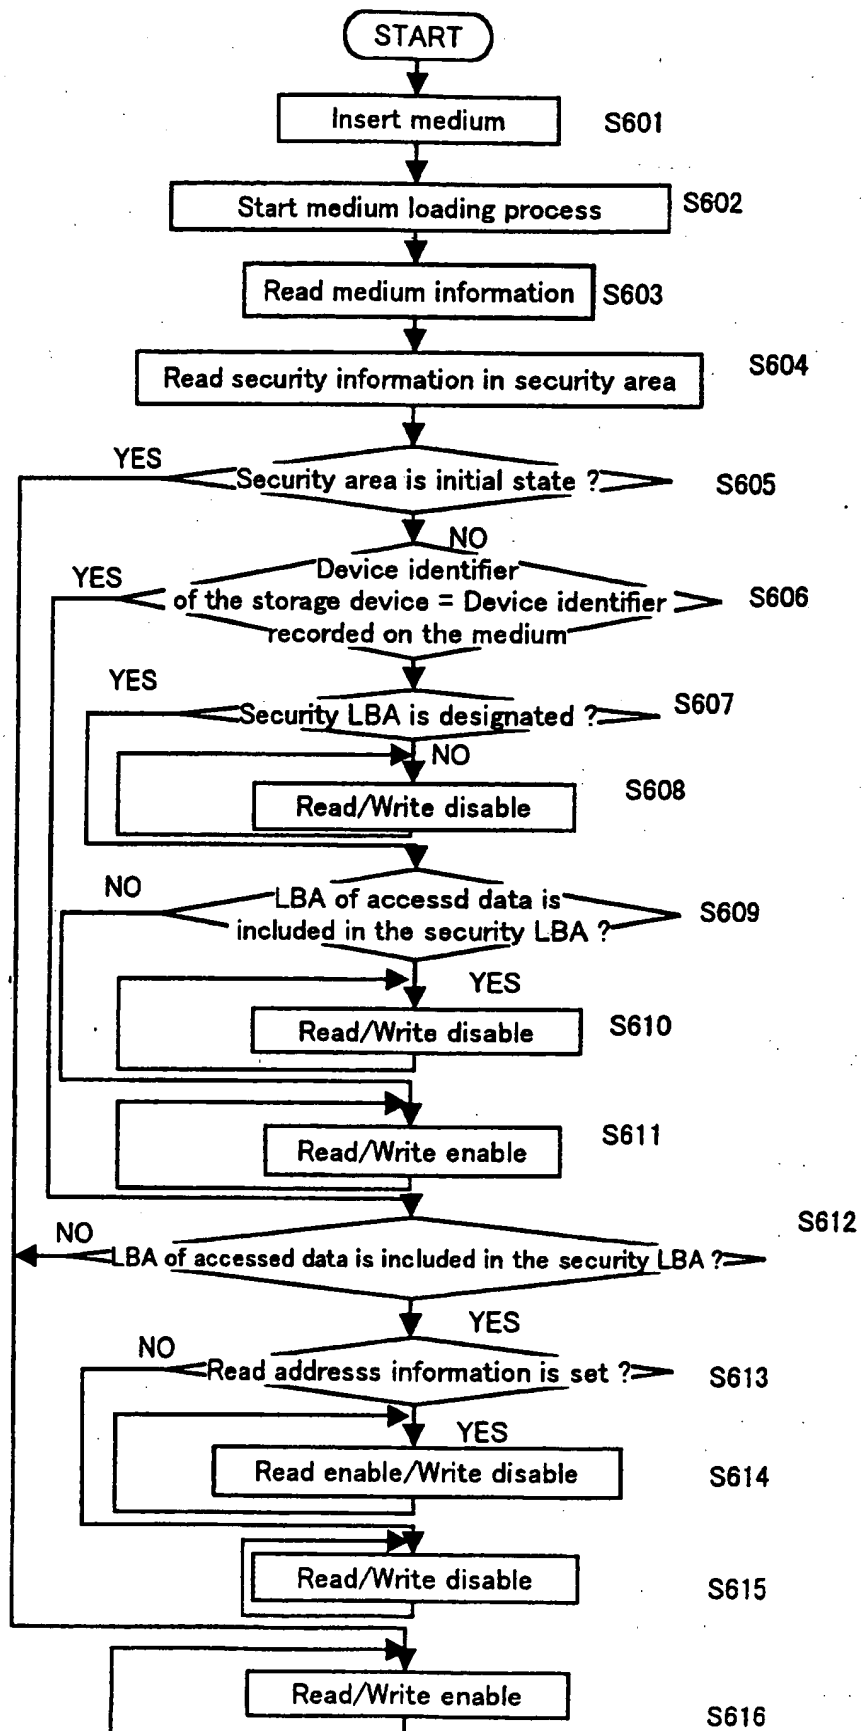 START
Insert medium
S601
Start medium loading process
S602
Read medium information
S603
Read security information in security area
S604
YES
Security area is initial state ?
S605
NO
YES
Device identifier
of the storage device = Device identifier
recorded on the medium
S606
YES
Security LBA is designated ?
S607
NO
Read/Write disable
S608
NO
LBA of accessd data is
included in the security LBA ?
S609
YES
Read/Write disable
S610
Read/Write enable
S611
S612
NO
LBA of accessed data is included in the security LBA ?
YES
NO
Read addresss information is set ?
S613
YES
Read enable/Write disable
S614
Read/Write disable
S615
Read/Write enable
S616